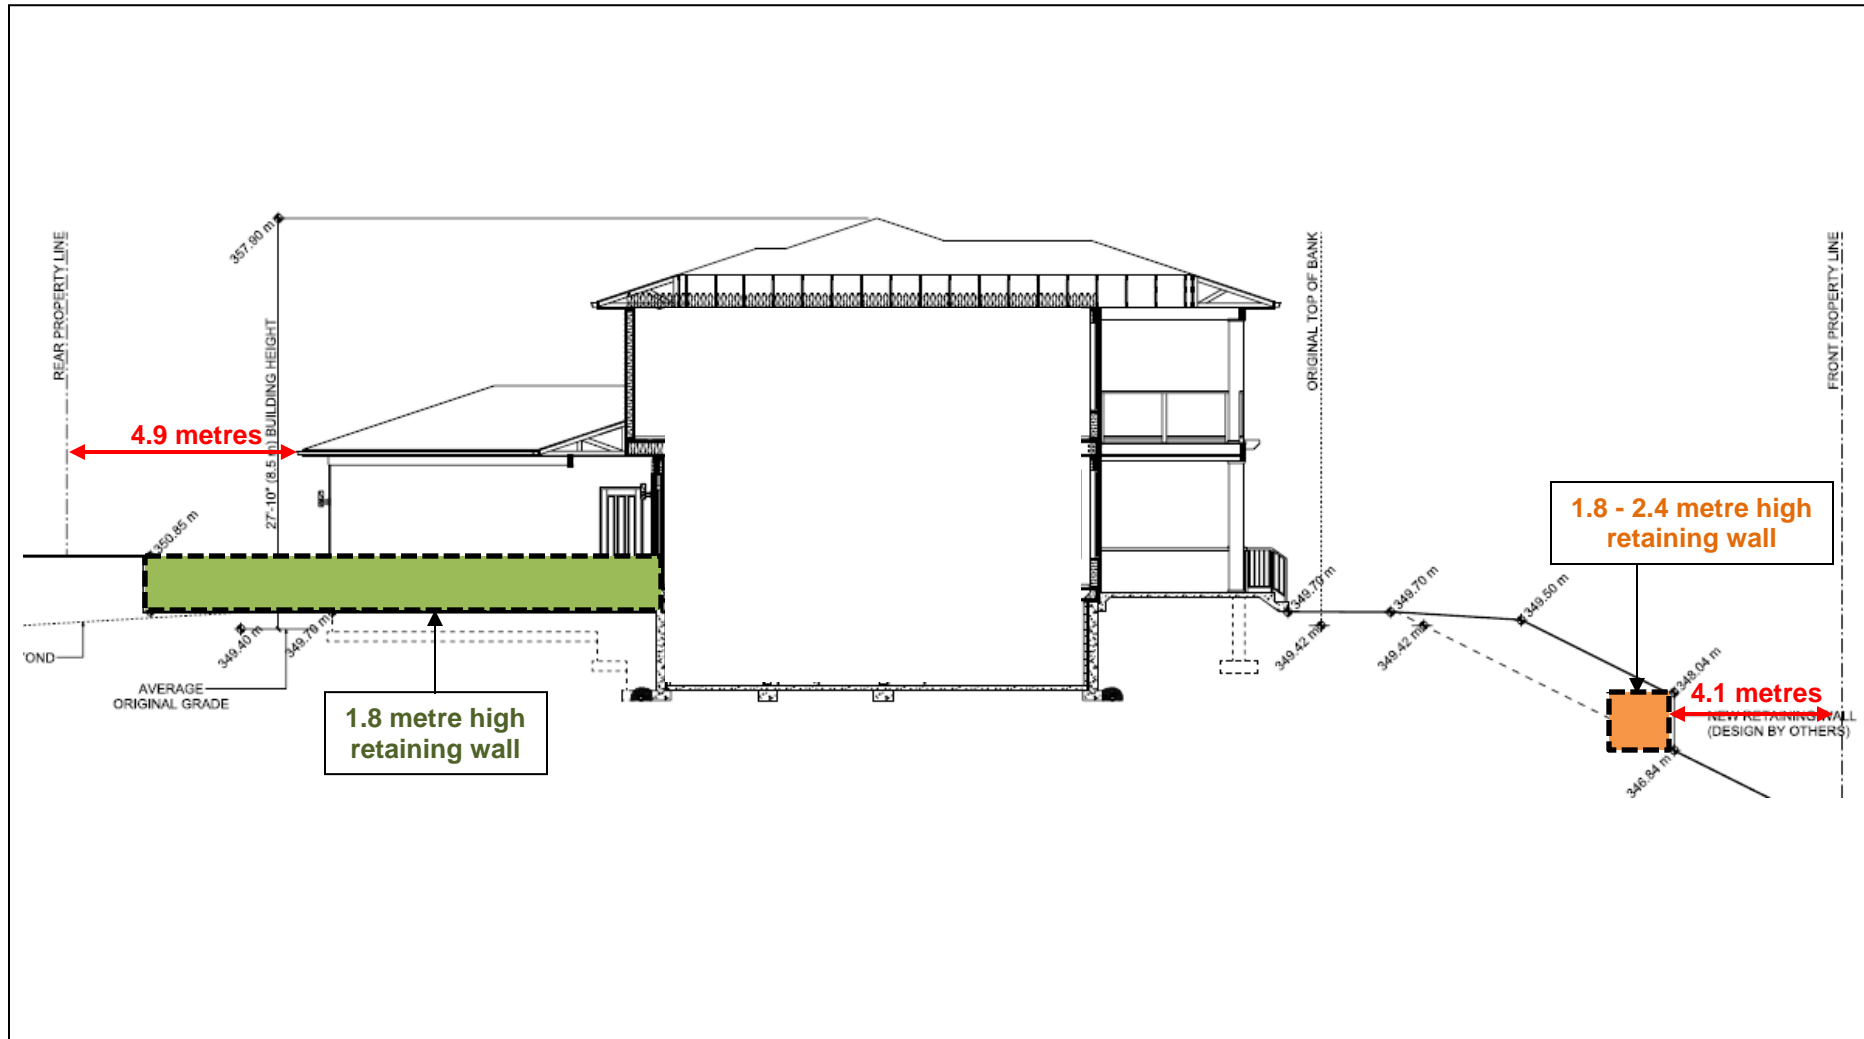 357.90 m
REAR PROPERTY LINE
27'-10" (8.5 m) BUILDING HEIGHT
ORIGINAL TOP OF BANK
FRONT PROPERTY LINE
4.9 metres
350.85 m
1.8 - 2.4 metre high
retaining wall
349.70 m
349.70 m
349.50 m
349.40 m
349.70 m
349.42 m
349.42 m
348.04 m
'OND
AVERAGE
ORIGINAL GRADE
1.8 metre high
retaining wall
4.1 metres
NEW RETAINING WALL
(DESIGN BY OTHERS)
346.84 m